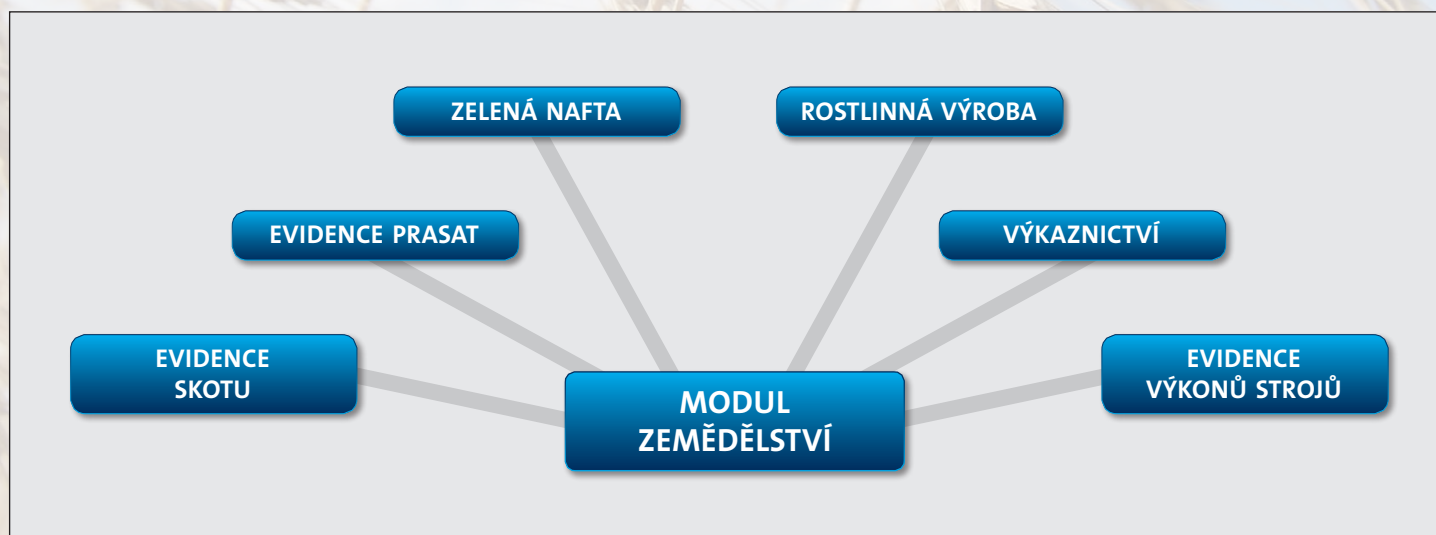 ZELENÁ NAFTA
ROSTLINNÁ VÝROBA
EVIDENCE PRASAT
VÝKAZNICTVÍ
EVIDENCE
SKOTU
MODUL
ZEMĚDĚLSTVÍ
EVIDENCE
VÝKONŮ STROJŮ